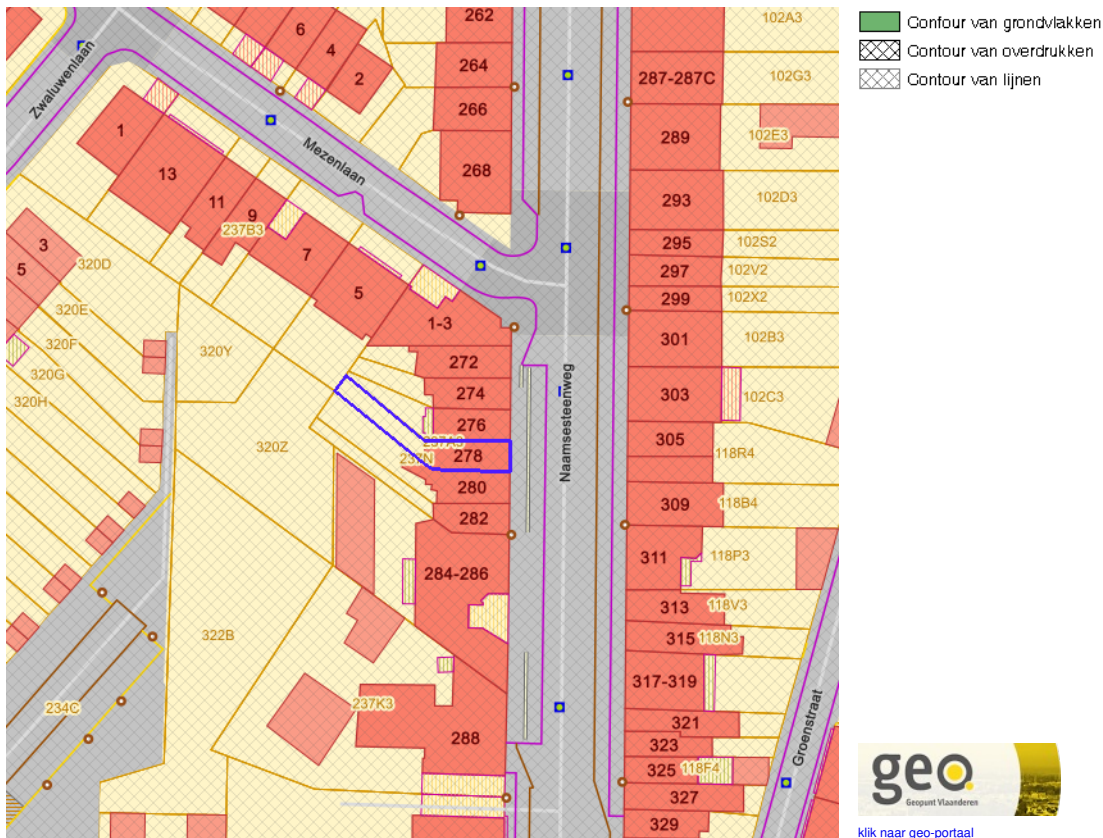 262
102A3
Contour van grondvlakken
Contour van overdrukken
Contour van lijnen
6
4
2
264
266
268
287-287C
102G3
289
102E3
293
102D3
295
102S2
297
102V2
299
102X2
301
102B3
303
102C3
305
118R4
309
118B4
311
118P3
313
118V3
315
118N3
317-319
321
323
325
118F4
327
329
Zwaluwenlaan
Mezenlaan
Naamsesteenweg
Groenstraat
1
13
11
9
237B3
7
5
1-3
272
274
276
237A3
278
237N
280
282
284-286
288
237K3
3
5
320D
320E
320F
320G
320H
320Y
320Z
322B
234C
geo
Geopunt Vlaanderen
klik naar geo-portaal